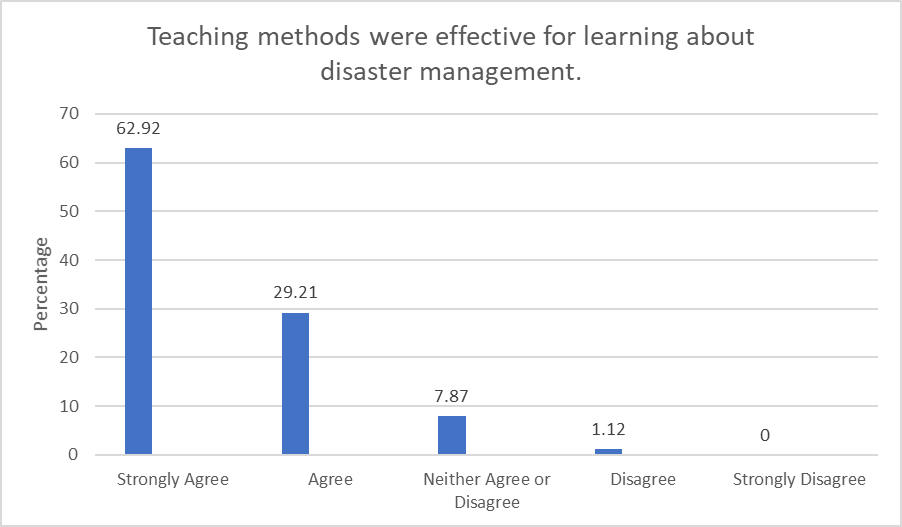 Teaching methods were effective for learning about
disaster management.
70
60
50
40
30
20
10
0
Percentage
62.92
29.21
7.87
1.12
0
Strongly Agree
Agree
Neither Agree or
Disagree
Disagree
Strongly Disagree